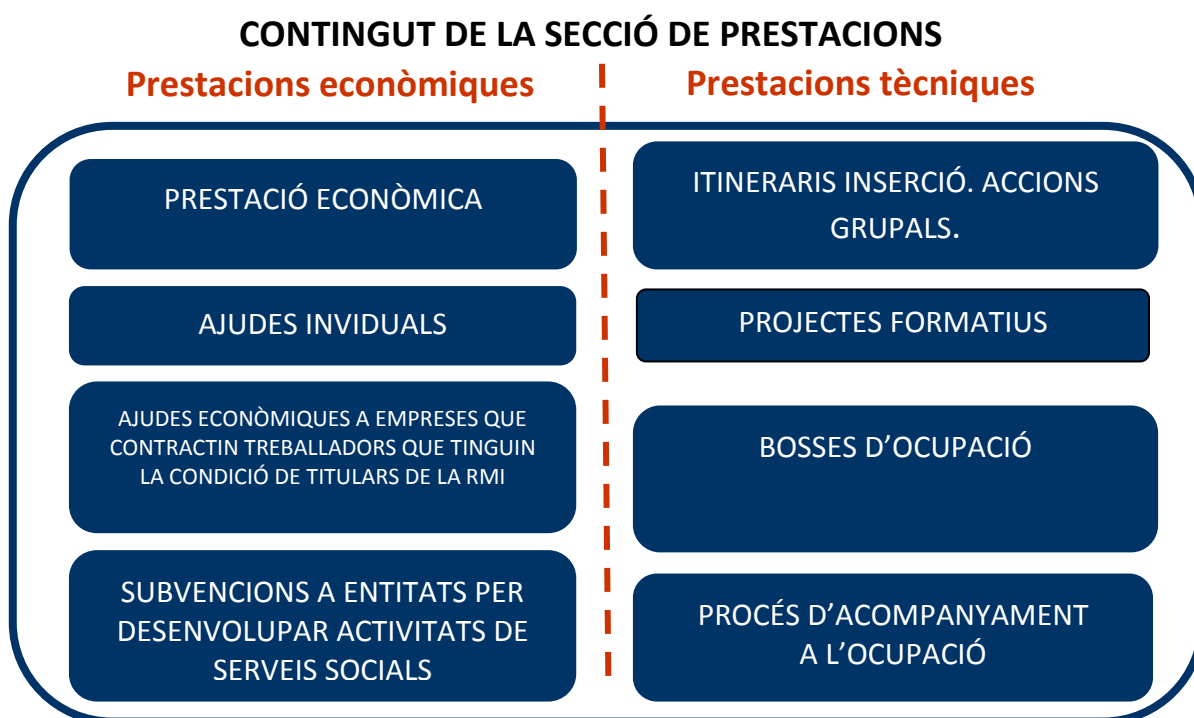 CONTINGUT DE LA SECCIÓ DE PRESTACIONS
Prestacions econòmiques
Prestacions tècniques
PRESTACIÓ ECONÒMICA
AJUDES INVIDUALS
AJUDES ECONÒMIQUES A EMPRESES QUE
CONTRACTIN TREBALLADORS QUE TINGUIN
LA CONDICIÓ DE TITULARS DE LA RMI
SUBVENCIONS A ENTITATS PER
DESENVOLUPAR ACTIVITATS DE
SERVEIS SOCIALS
ITINERARIS INSERCIÓ. ACCIONS
GRUPALS.
PROJECTES FORMATIUS
BOSSES D’OCUPACIÓ
PROCÉS D’ACOMPANYAMENT
A L’OCUPACIÓ